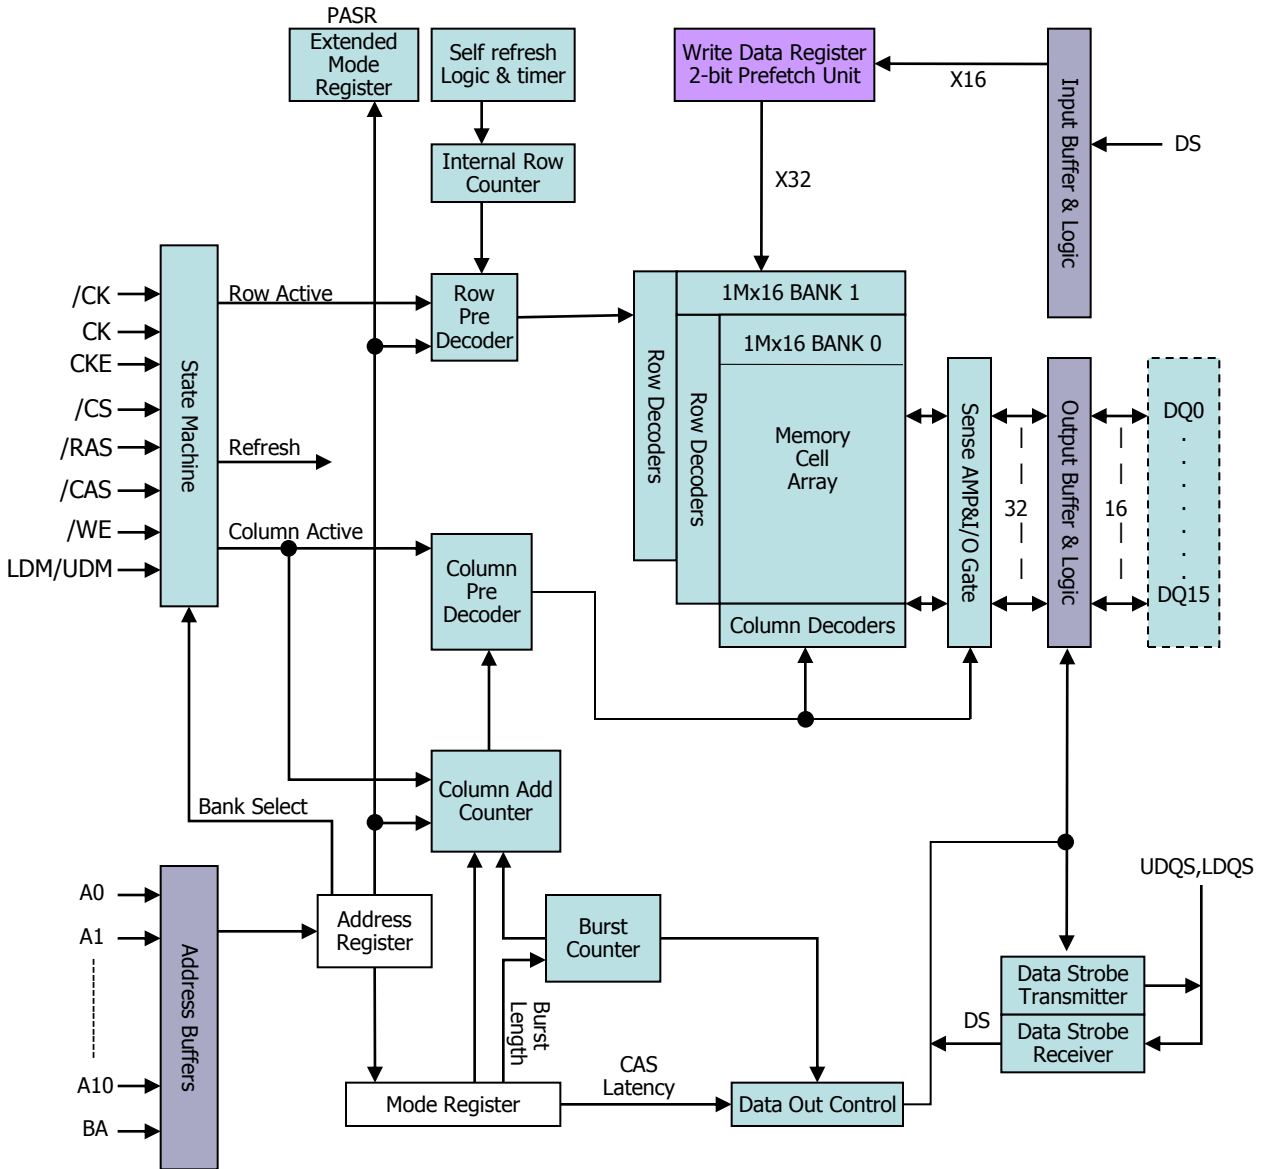 PASR
Extended
Mode
Register
Self refresh
Logic & timer
Write Data Register
2-bit Prefetch Unit
X16
Input Buffer & Logic
DS
Internal Row
Counter
X32
/CK
CK
CKE
/CS
/RAS
/CAS
/WE
LDM/UDM
State Machine
Row Active
Refresh
Column Active
Row
Pre
Decoder
1Mx16 BANK 1
1Mx16 BANK 0
Row Decoders
Row Decoders
Memory
Cell
Array
Column Decoders
Sense AMP&I/O Gate
32
Output Buffer & Logic
16
DQ0
DQ15
Column
Pre
Decoder
Column Add
Counter
Bank Select
A0
A1
A10
BA
Address Buffers
Address
Register
Burst
Counter
Burst
Length
Mode Register
CAS
Latency
Data Out Control
UDQS,LDQS
Data Strobe
Transmitter
DS
Data Strobe
Receiver